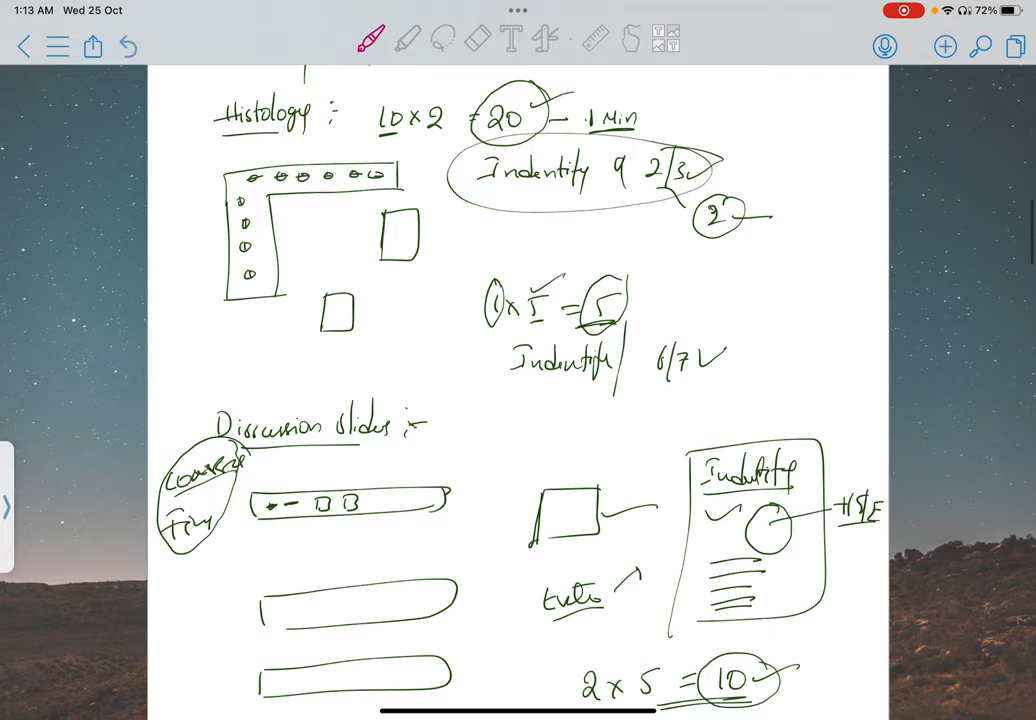 1:13 AM Wed 25 Oct
72%
Histology :- 10 x 2 = 20 - 1 Min
Indentify 9 2/3
2
1 x 5 = 5
Indentify 6/7 ✓
Discussion slides :-
Indentify
H&E
2 x 5 = 10